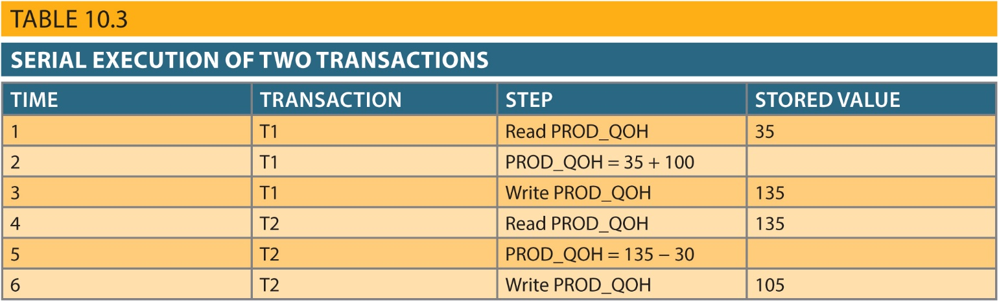 TABLE 10.3
SERIAL EXECUTION OF TWO TRANSACTIONS
TIME TRANSACTION STEP STORED VALUE
1 T1 Read PROD_QOH 35
2 T1 PROD_QOH = 35 + 100
3 T1 Write PROD_QOH 135
4 T2 Read PROD_QOH 135
5 T2 PROD_QOH = 135 − 30
6 T2 Write PROD_QOH 105